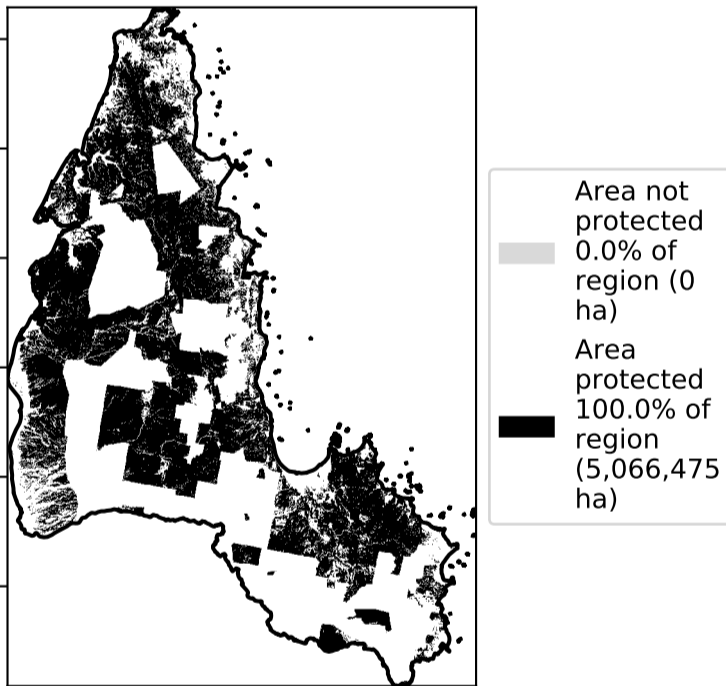 Area not
protected
0.0% of
region (0
ha)
Area
protected
100.0% of
region
(5,066,475
ha)